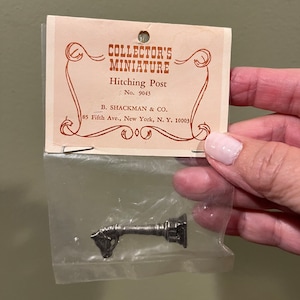 COLLECTOR'S
MINIATURE
Hitching Post
No. 9045
B. SHACKMAN & CO.
85 Fifth Ave., New York, N. Y. 10003